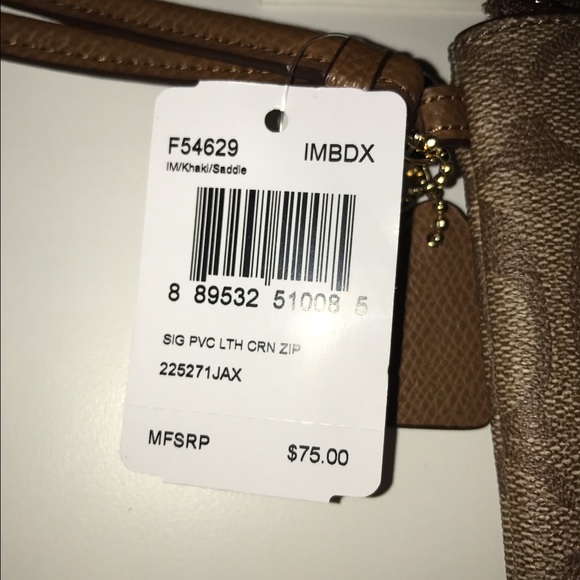 F54629 IMBDX
IM/Khaki/Saddle
8 89532 51008 5
SIG PVC LTH CRN ZIP
225271JAX
MFSRP $75.00